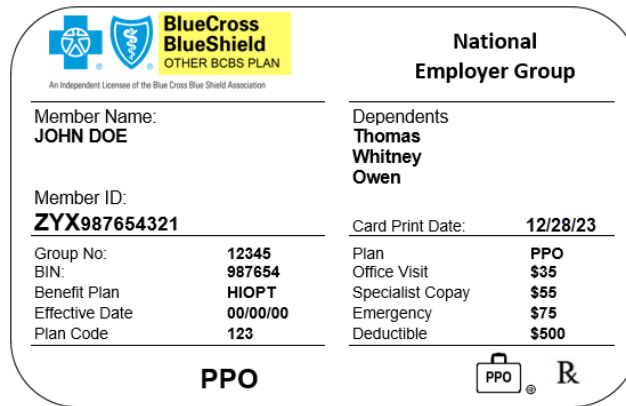 BlueCross
BlueShield
OTHER BCBS PLAN
An Independent Licensee of the Blue Cross Blue Shield Association
National
Employer Group
Member Name:
JOHN DOE
Member ID:
ZYX987654321
Dependents
Thomas
Whitney
Owen
Card Print Date: 12/28/23
Group No: 12345
BIN: 987654
Benefit Plan HIOPT
Effective Date 00/00/00
Plan Code 123
Plan PPO
Office Visit $35
Specialist Copay $55
Emergency $75
Deductible $500
PPO
PPO ®
℞